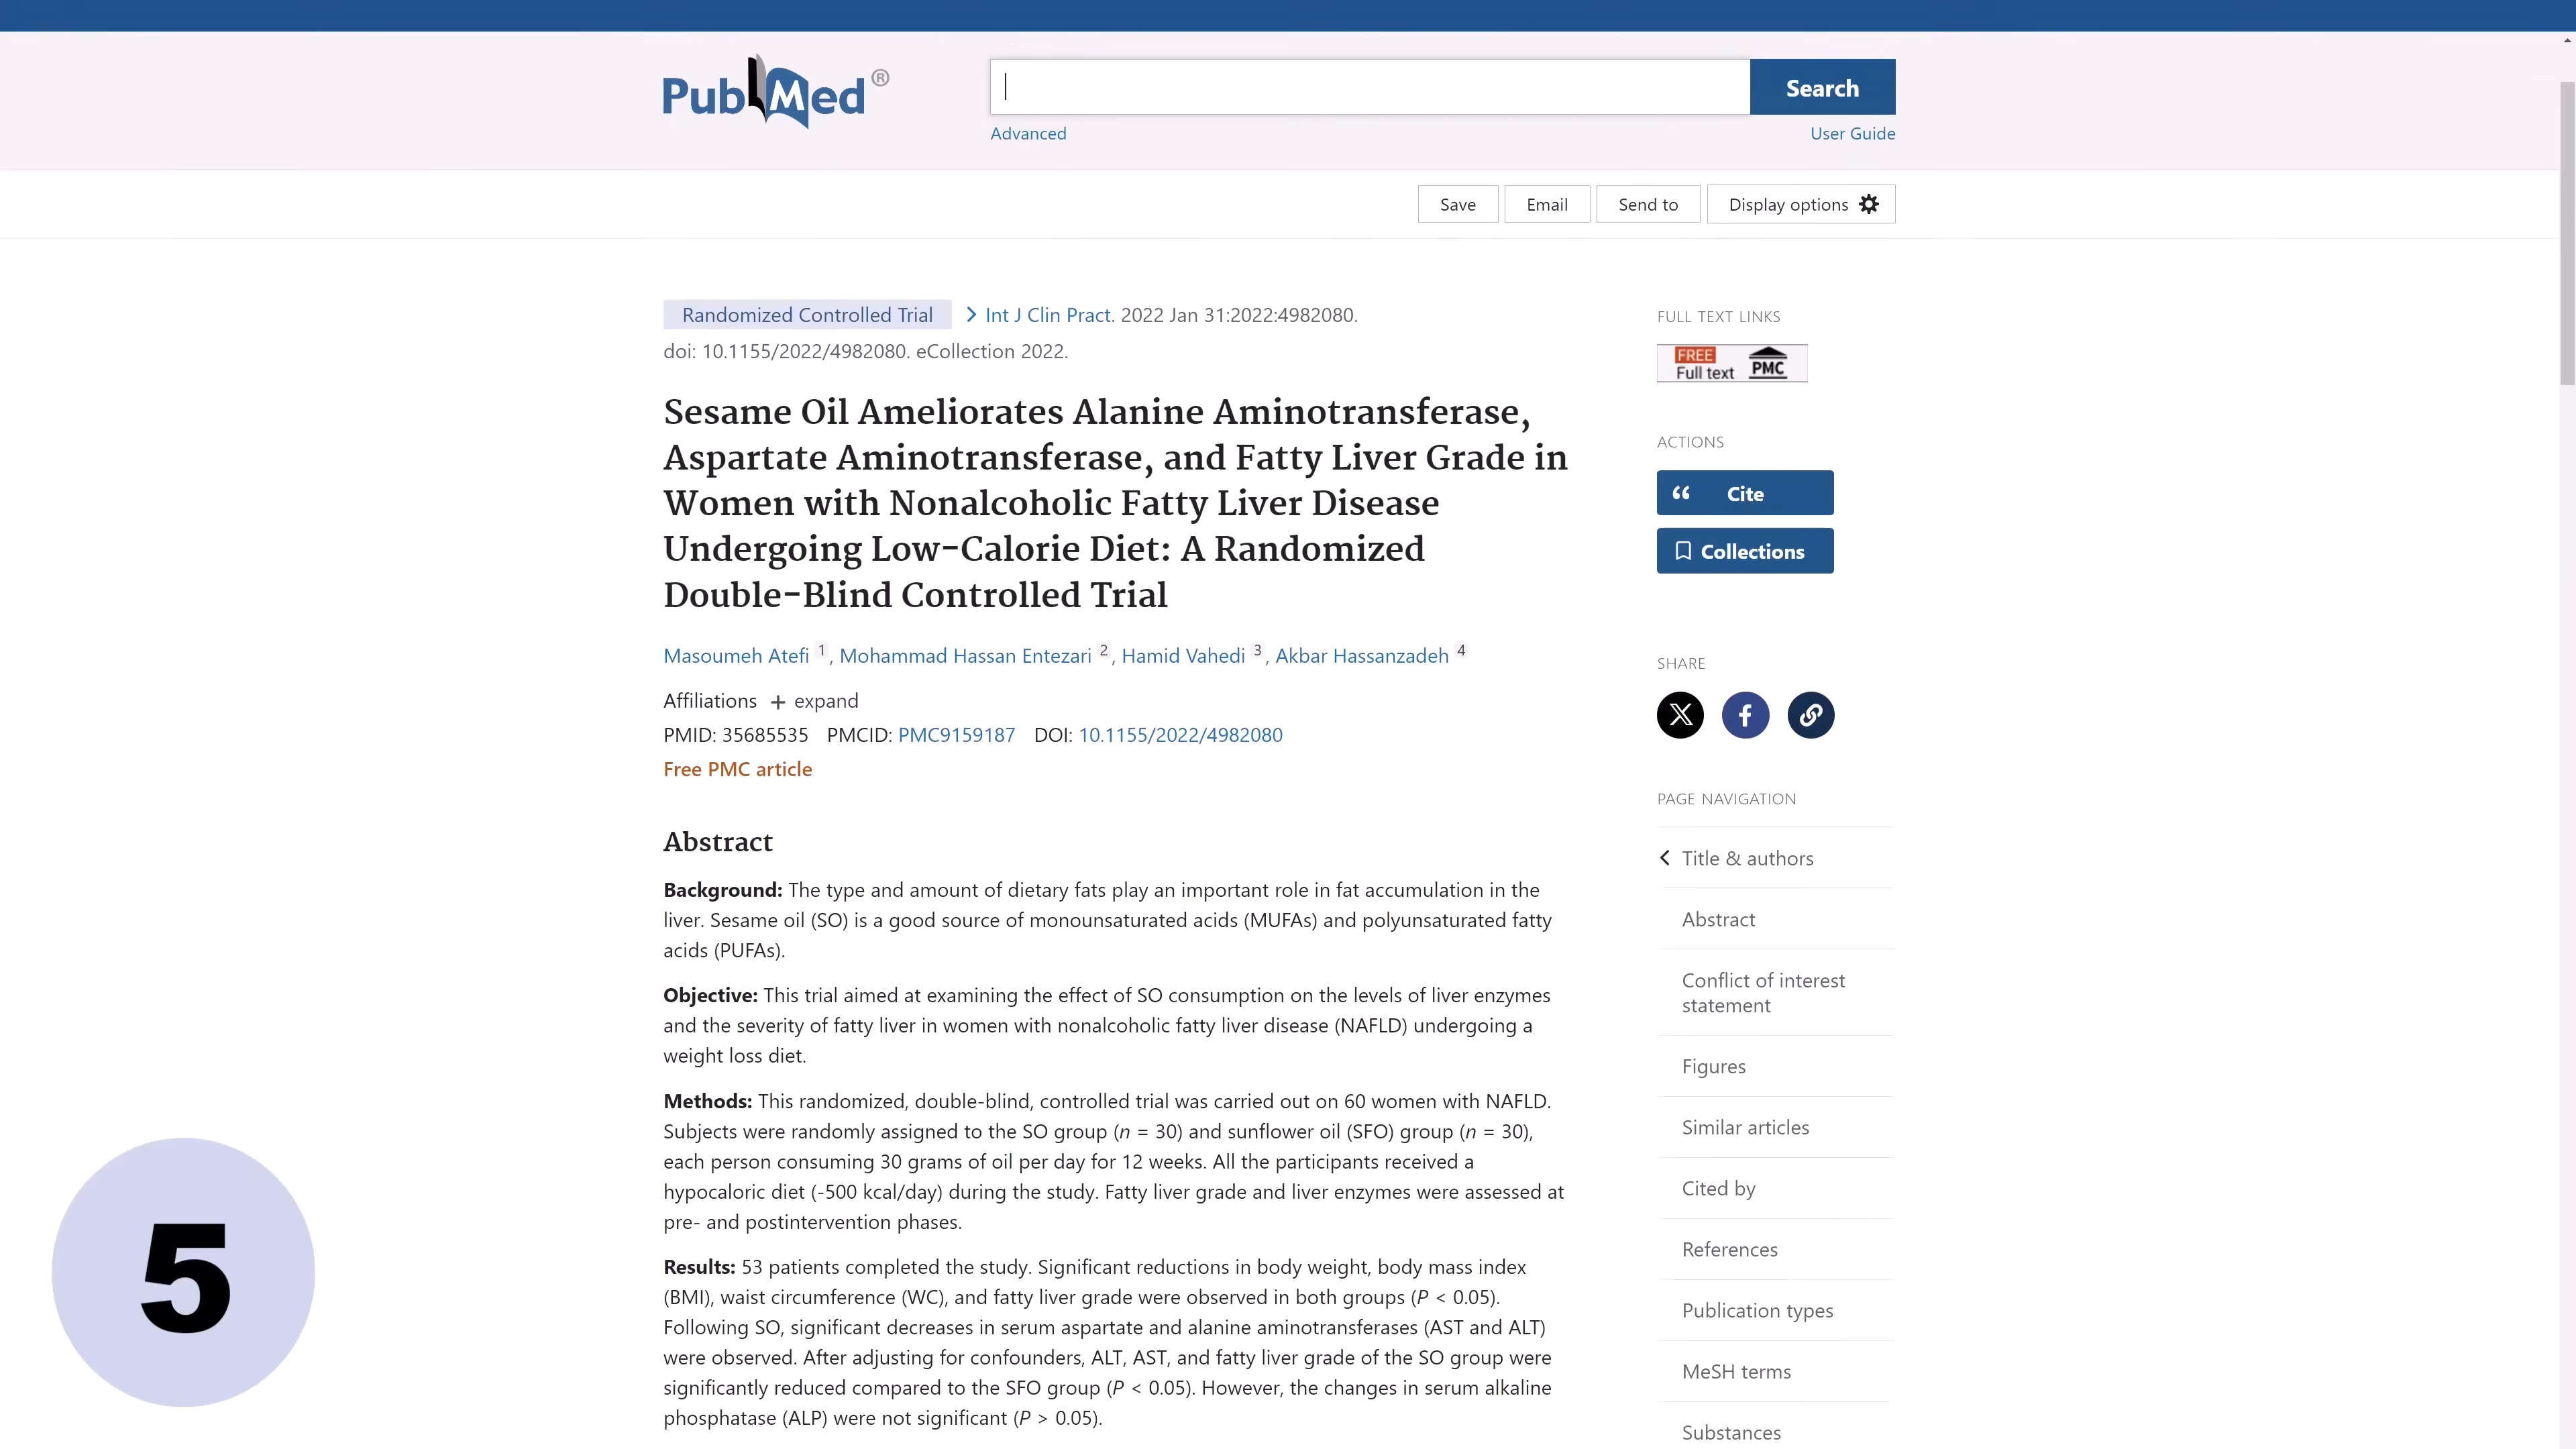 PubMed®
Search
Advanced
User Guide
Save
Email
Send to
Display options
Randomized Controlled Trial
Int J Clin Pract. 2022 Jan 31:2022:4982080.
doi: 10.1155/2022/4982080. eCollection 2022.
Sesame Oil Ameliorates Alanine Aminotransferase,
Aspartate Aminotransferase, and Fatty Liver Grade in
Women with Nonalcoholic Fatty Liver Disease
Undergoing Low-Calorie Diet: A Randomized
Double-Blind Controlled Trial
Masoumeh Atefi 1, Mohammad Hassan Entezari 2, Hamid Vahedi 3, Akbar Hassanzadeh 4
Affiliations + expand
PMID: 35685535 PMCID: PMC9159187 DOI: 10.1155/2022/4982080
Free PMC article
Abstract
Background: The type and amount of dietary fats play an important role in fat accumulation in the
liver. Sesame oil (SO) is a good source of monounsaturated acids (MUFAs) and polyunsaturated fatty
acids (PUFAs).
Objective: This trial aimed at examining the effect of SO consumption on the levels of liver enzymes
and the severity of fatty liver in women with nonalcoholic fatty liver disease (NAFLD) undergoing a
weight loss diet.
Methods: This randomized, double-blind, controlled trial was carried out on 60 women with NAFLD.
Subjects were randomly assigned to the SO group (n = 30) and sunflower oil (SFO) group (n = 30),
each person consuming 30 grams of oil per day for 12 weeks. All the participants received a
hypocaloric diet (-500 kcal/day) during the study. Fatty liver grade and liver enzymes were assessed at
pre- and postintervention phases.
Results: 53 patients completed the study. Significant reductions in body weight, body mass index
(BMI), waist circumference (WC), and fatty liver grade were observed in both groups (P < 0.05).
Following SO, significant decreases in serum aspartate and alanine aminotransferases (AST and ALT)
were observed. After adjusting for confounders, ALT, AST, and fatty liver grade of the SO group were
significantly reduced compared to the SFO group (P < 0.05). However, the changes in serum alkaline
phosphatase (ALP) were not significant (P > 0.05).
FULL TEXT LINKS
FREE
Full text PMC
ACTIONS
Cite
Collections
SHARE
PAGE NAVIGATION
Title & authors
Abstract
Conflict of interest
statement
Figures
Similar articles
Cited by
References
Publication types
MeSH terms
Substances
5